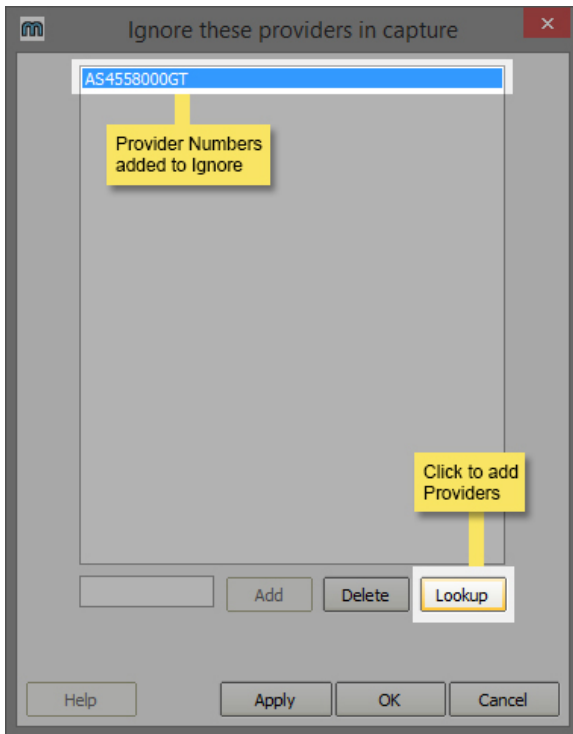 m
Ignore these providers in capture
×
AS4558000GT
Provider Numbers
added to Ignore
Click to add
Providers
Add
Delete
Lookup
Help
Apply
OK
Cancel